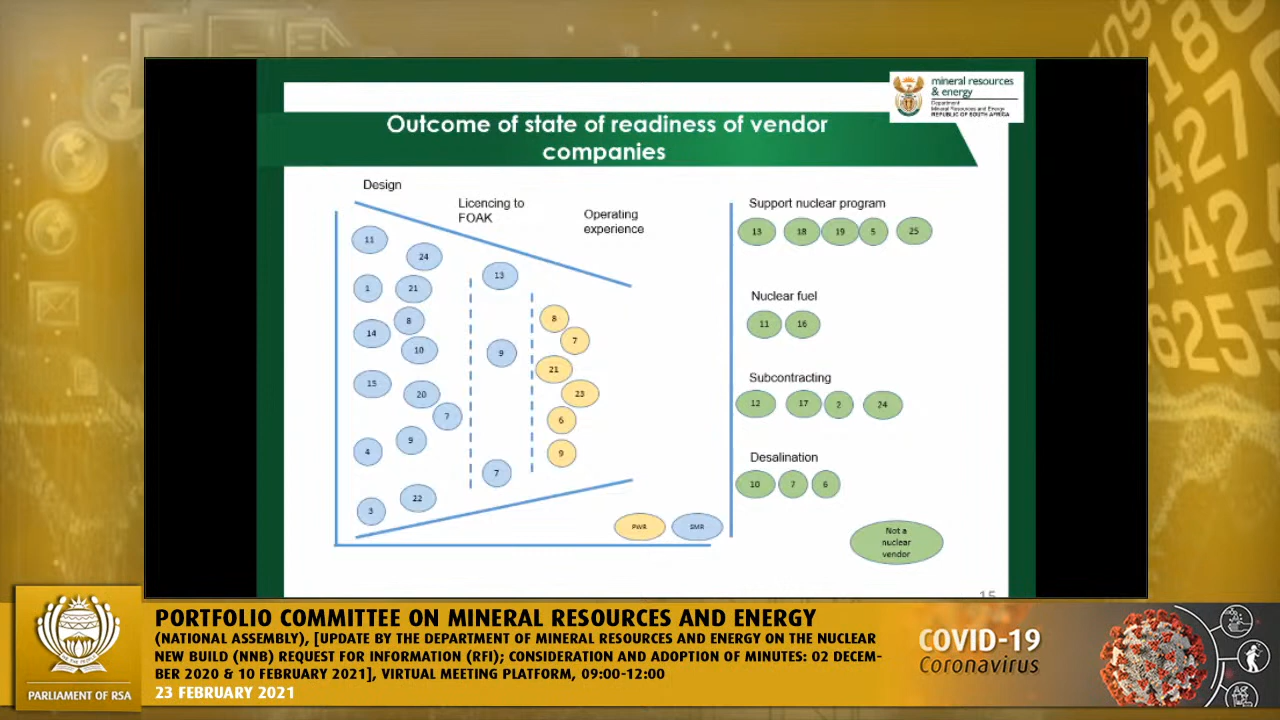 mineral resources
& energy
Department:
Mineral Resources and Energy
REPUBLIC OF SOUTH AFRICA
Outcome of state of readiness of vendor
companies
Design
Licencing to
FOAK
Operating
experience
11
24
1
21
8
14
10
15
20
7
4
9
3
22
13
9
7
8
7
21
23
6
9
PWR
SMR
Support nuclear program
13 18 19 5 25
Nuclear fuel
11 16
Subcontracting
12 17 2 24
Desalination
10 7 6
Not a
nuclear
vendor
15
PARLIAMENT OF RSA
PORTFOLIO COMMITTEE ON MINERAL RESOURCES AND ENERGY
(NATIONAL ASSEMBLY), [UPDATE BY THE DEPARTMENT OF MINERAL RESOURCES AND ENERGY ON THE NUCLEAR
NEW BUILD (NNB) REQUEST FOR INFORMATION (RFI); CONSIDERATION AND ADOPTION OF MINUTES: 02 DECEM-
BER 2020 & 10 FEBRUARY 2021], VIRTUAL MEETING PLATFORM, 09:00-12:00
23 FEBRUARY 2021
COVID-19
Coronavirus